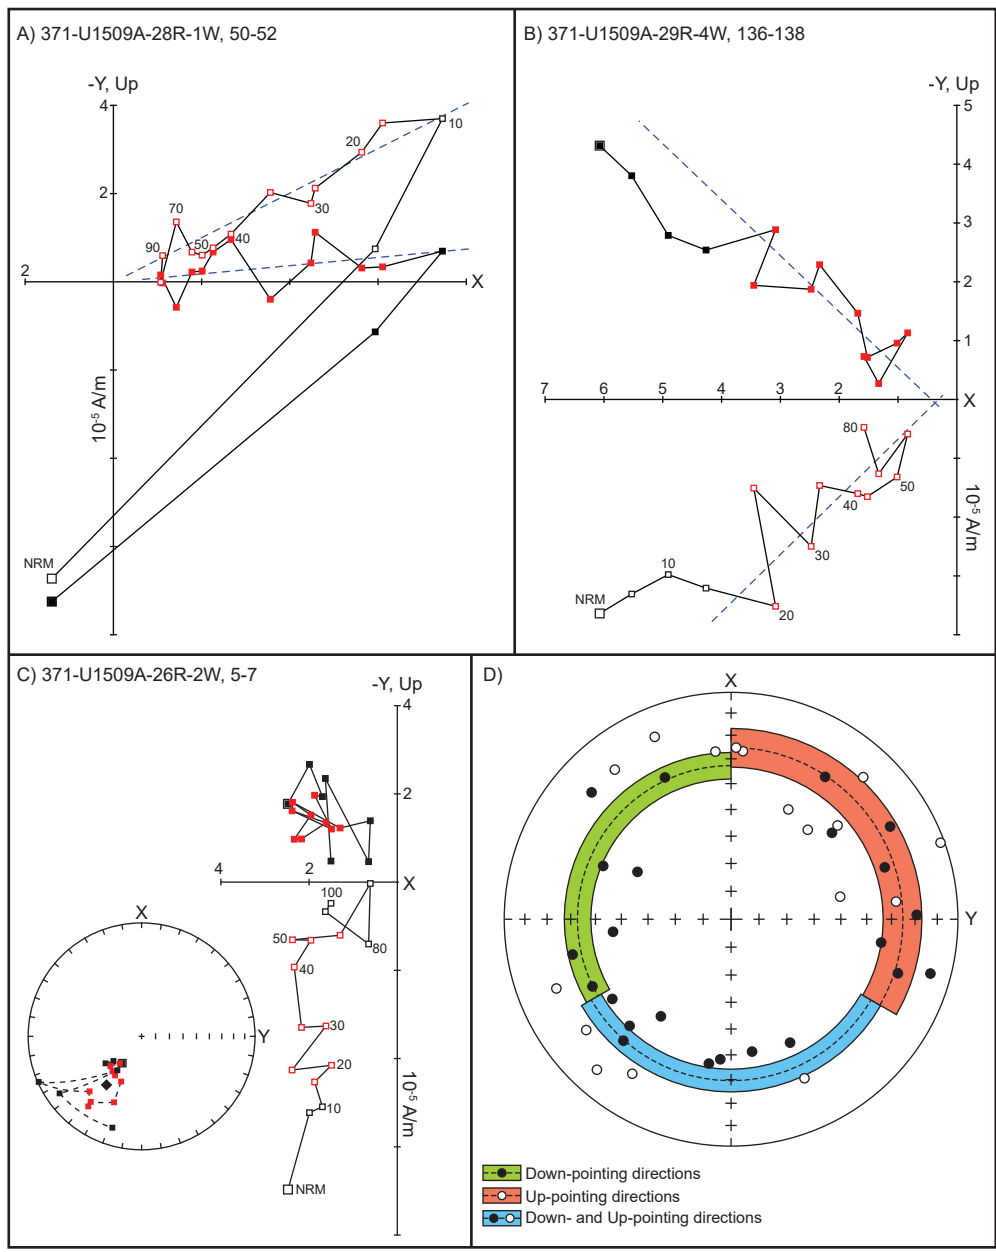 A) 371-U1509A-28R-1W, 50-52
-Y, Up
4
10
20
2
30
70
40
50
90
2
X
10⁻⁵ A/m
NRM
B) 371-U1509A-29R-4W, 136-138
-Y, Up
5
4
3
2
1
7 6 5 4 3 2
X
80
50
40
30
10
NRM
20
10⁻⁵ A/m
C) 371-U1509A-26R-2W, 5-7
-Y, Up
4
2
4 2 X
100
50
80
40
30
20
10
10⁻⁵ A/m
NRM
X
Y
D)
X
Y
Down-pointing directions
Up-pointing directions
Down- and Up-pointing directions